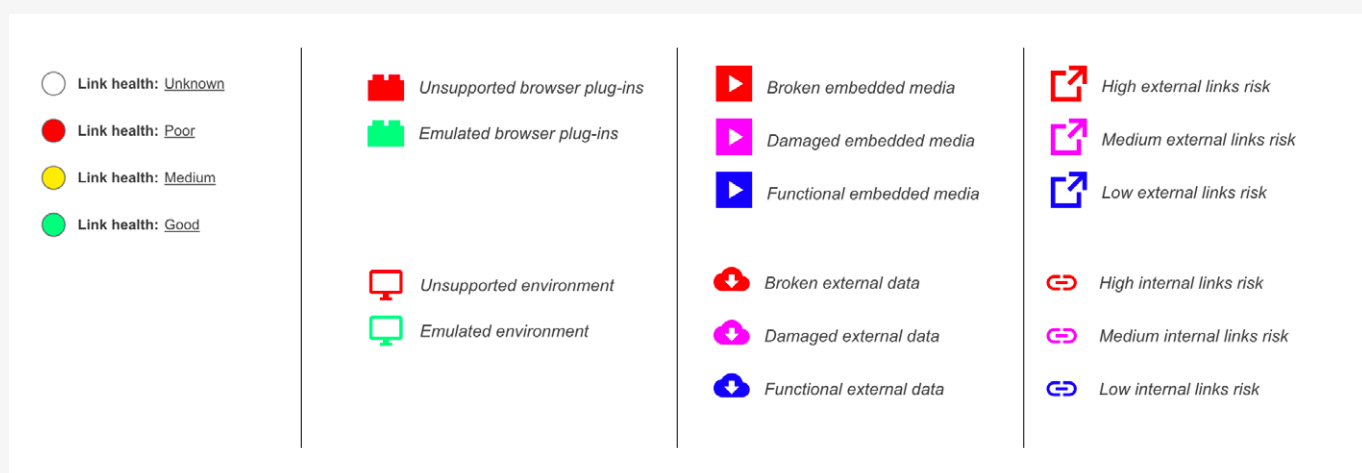 Link health: Unknown
Link health: Poor
Link health: Medium
Link health: Good
Unsupported browser plug-ins
Emulated browser plug-ins
Unsupported environment
Emulated environment
Broken embedded media
Damaged embedded media
Functional embedded media
Broken external data
Damaged external data
Functional external data
High external links risk
Medium external links risk
Low external links risk
High internal links risk
Medium internal links risk
Low internal links risk